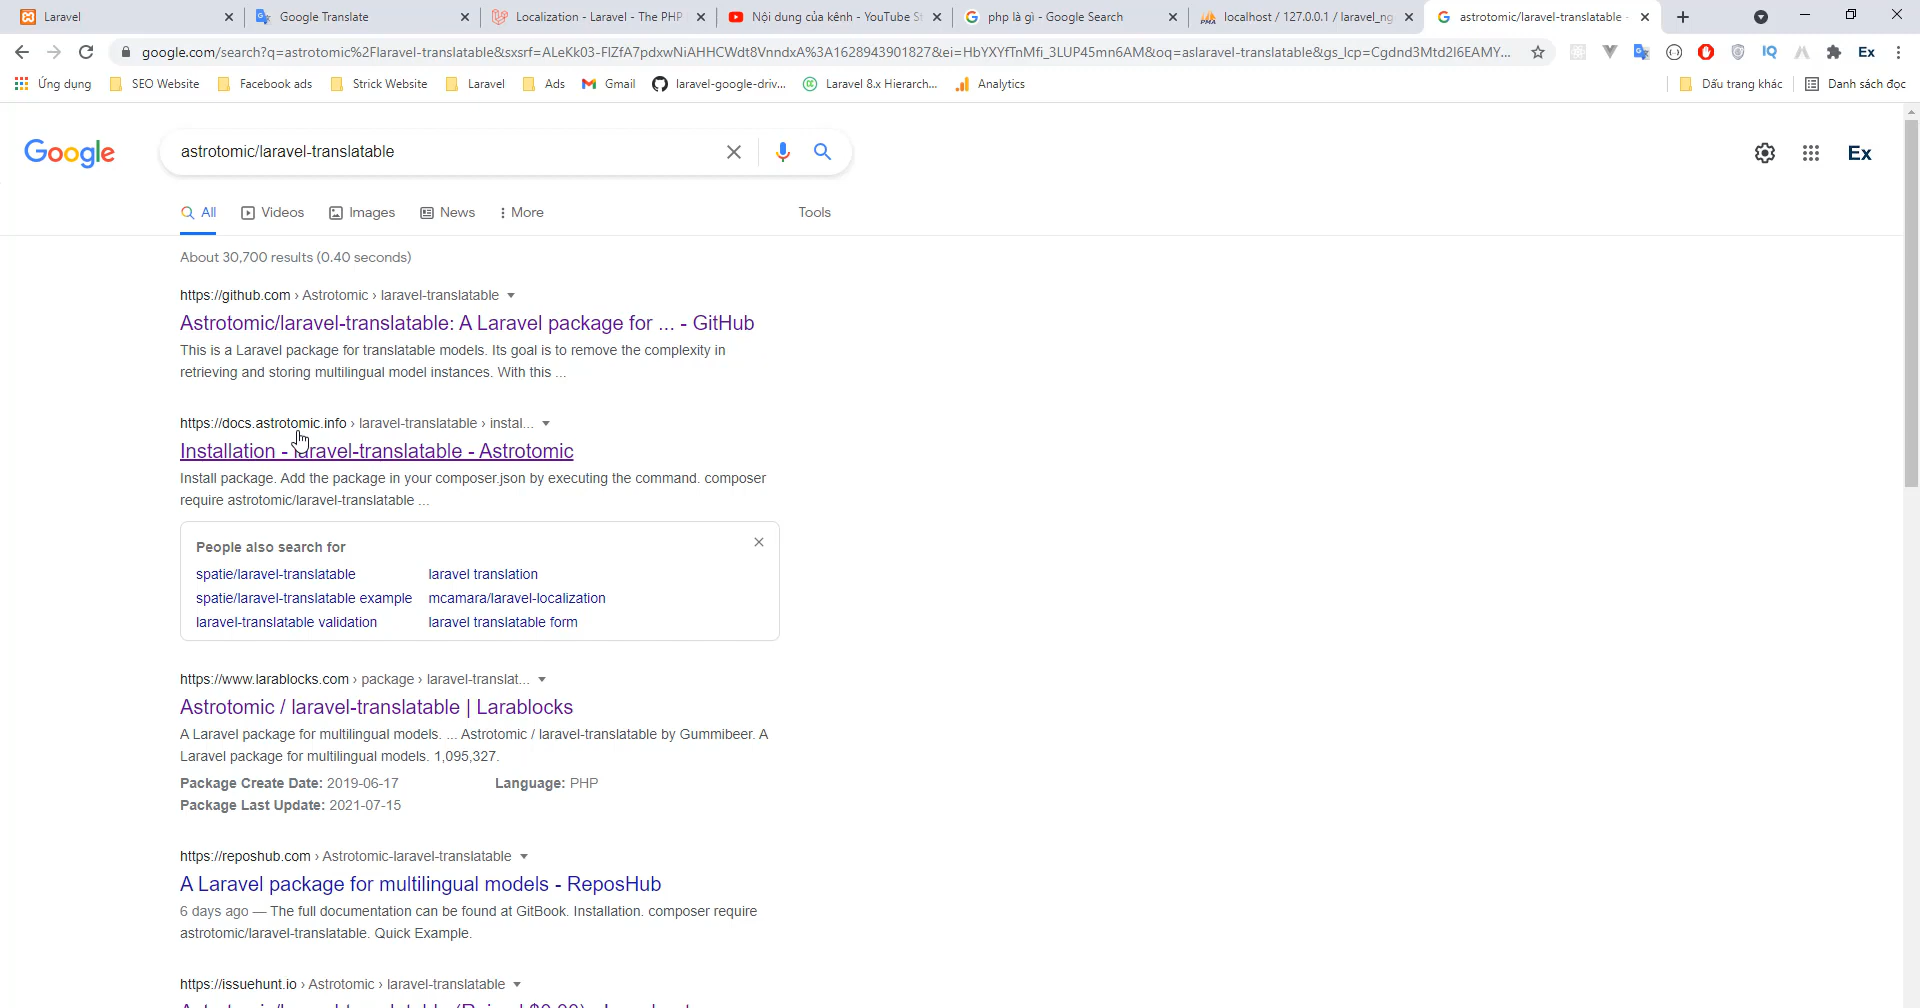 Laravel
Google Translate
Localization - Laravel - The PHP
Nội dung của kênh - YouTube St
php là gì - Google Search
localhost / 127.0.0.1 / laravel_ng
astrotomic/laravel-translatable -
google.com/search?q=astrotomic%2Flaravel-translatable&sxsrf=ALeKk03-FIZfA7pdxwNiAHHCWdt8VnndxA%3A1628943901827&ei=HbYXYfTnMfi_3LUP45mn6AM&oq=aslaravel-translatable&gs_lcp=Cgdnd3Mtd2l6EAMY...
IQ
Ex
Ứng dụng
SEO Website
Facebook ads
Strick Website
Laravel
Ads
Gmail
laravel-google-driv...
Laravel 8.x Hierarch...
Analytics
Dấu trang khác
Danh sách đọc
Google
astrotomic/laravel-translatable
Ex
All
Videos
Images
News
More
Tools
About 30,700 results (0.40 seconds)
https://github.com › Astrotomic › laravel-translatable
Astrotomic/laravel-translatable: A Laravel package for ... - GitHub
This is a Laravel package for translatable models. Its goal is to remove the complexity in
retrieving and storing multilingual model instances. With this ...
https://docs.astrotomic.info › laravel-translatable › instal...
Installation - laravel-translatable - Astrotomic
Install package. Add the package in your composer.json by executing the command. composer
require astrotomic/laravel-translatable ...
People also search for
spatie/laravel-translatable laravel translation
spatie/laravel-translatable example mcamara/laravel-localization
laravel-translatable validation laravel translatable form
https://www.larablocks.com › package › laravel-translat...
Astrotomic / laravel-translatable | Larablocks
A Laravel package for multilingual models. ... Astrotomic / laravel-translatable by Gummibeer. A
Laravel package for multilingual models. 1,095,327.
Package Create Date: 2019-06-17 Language: PHP
Package Last Update: 2021-07-15
https://reposhub.com › Astrotomic-laravel-translatable
A Laravel package for multilingual models - ReposHub
6 days ago — The full documentation can be found at GitBook. Installation. composer require
astrotomic/laravel-translatable. Quick Example.
https://issuehunt.io › Astrotomic › laravel-translatable